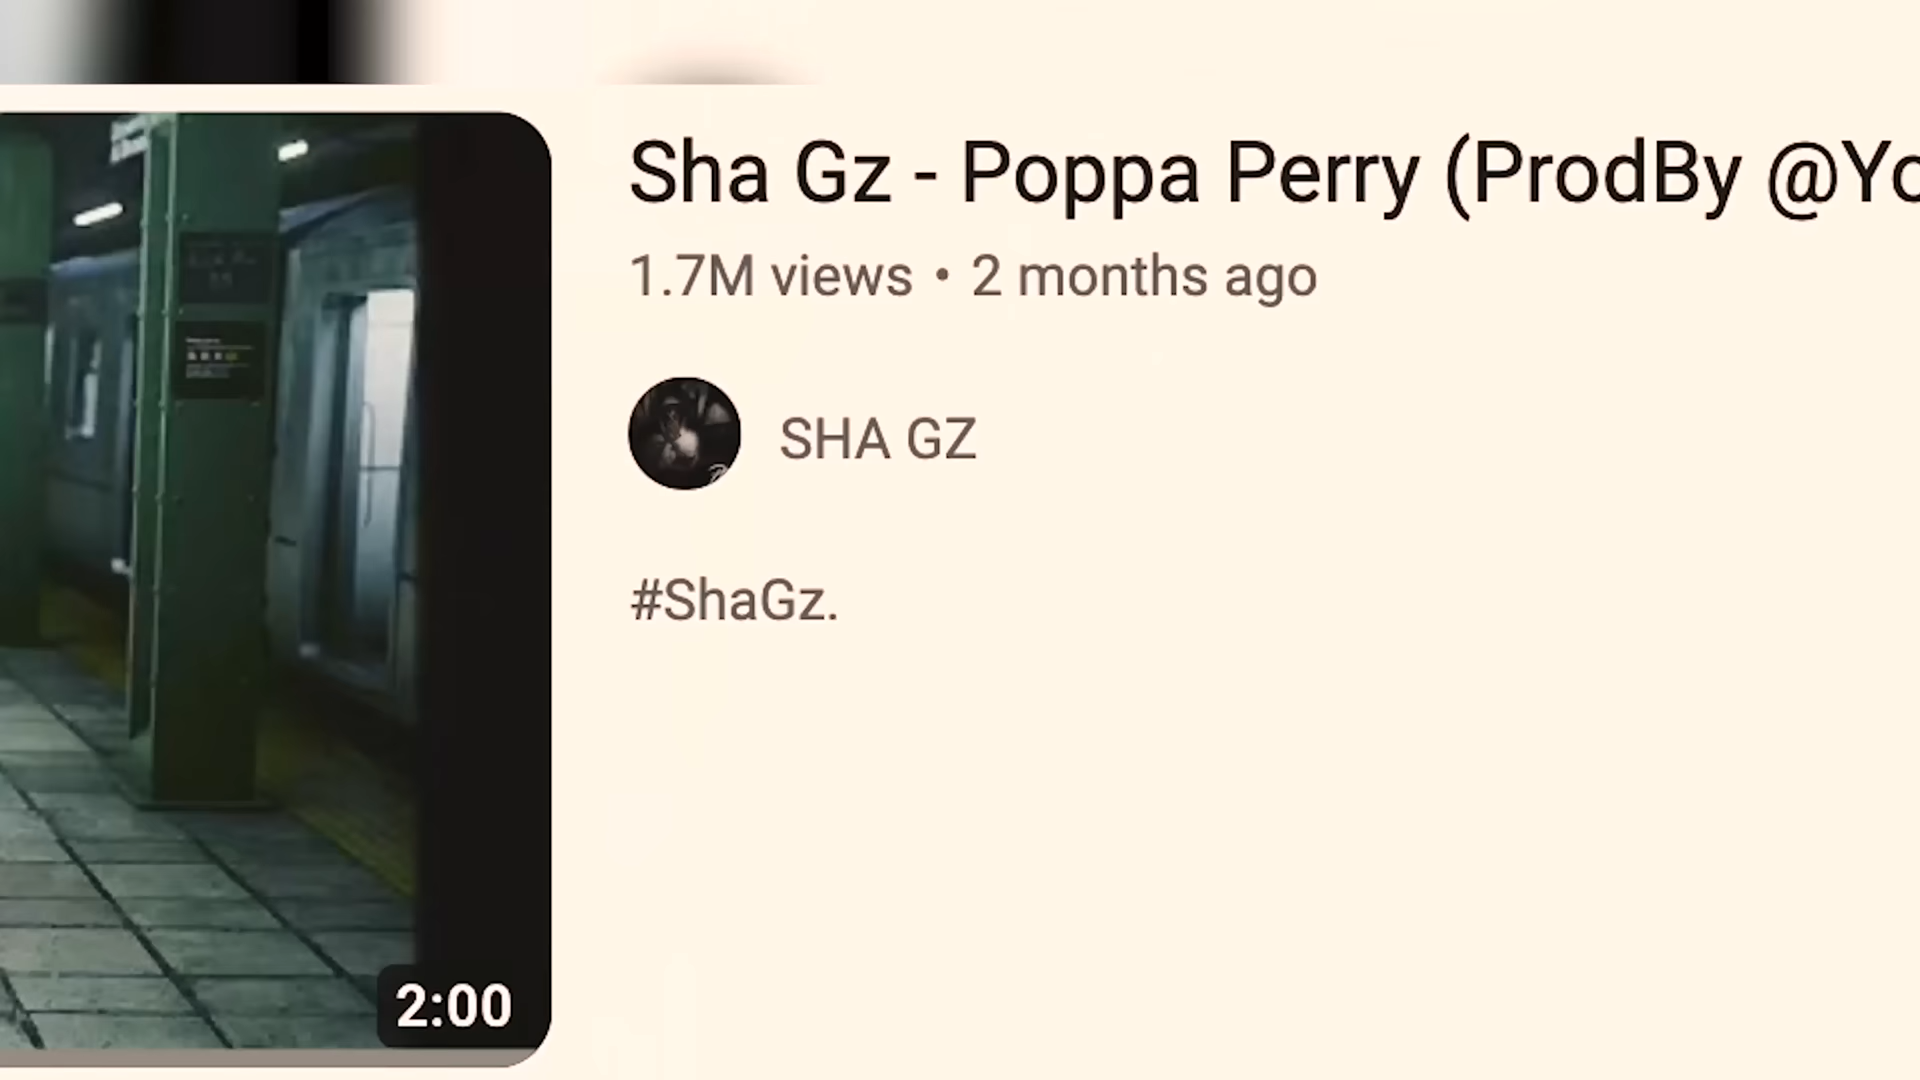 Sha Gz - Poppa Perry (ProdBy @Yo
1.7M views • 2 months ago
SHA GZ
#ShaGz.
2:00